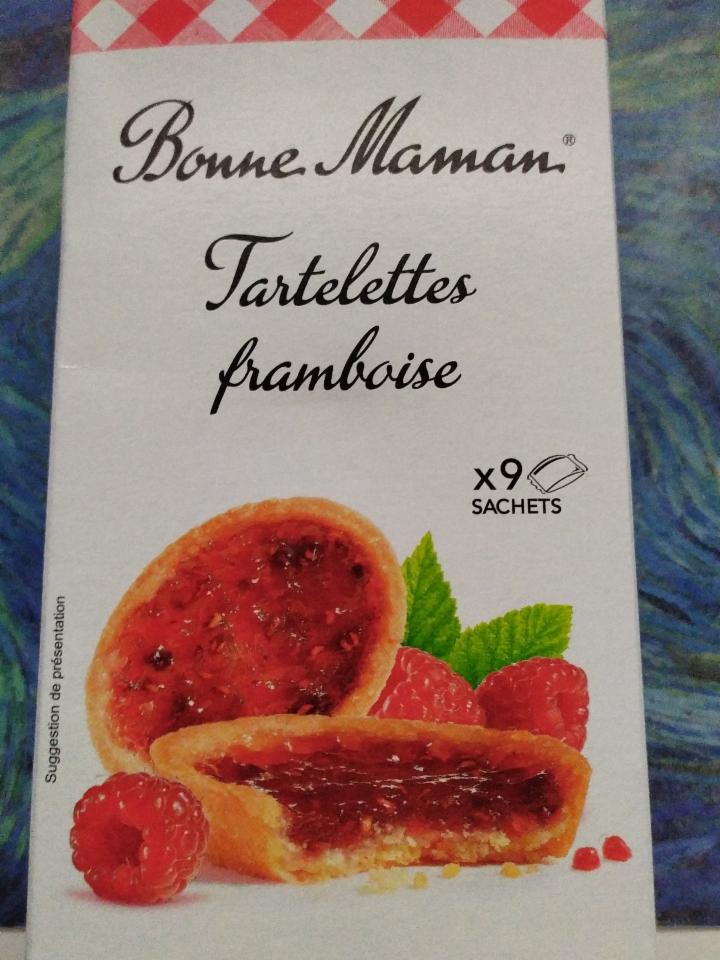 Bonne Maman®
Tartelettes
framboise
x9
SACHETS
Suggestion de présentation